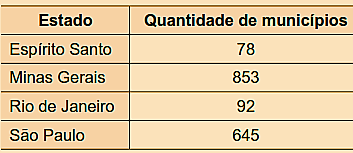 Estado Quantidade de municípios
Espírito Santo 78
Minas Gerais 853
Rio de Janeiro 92
São Paulo 645